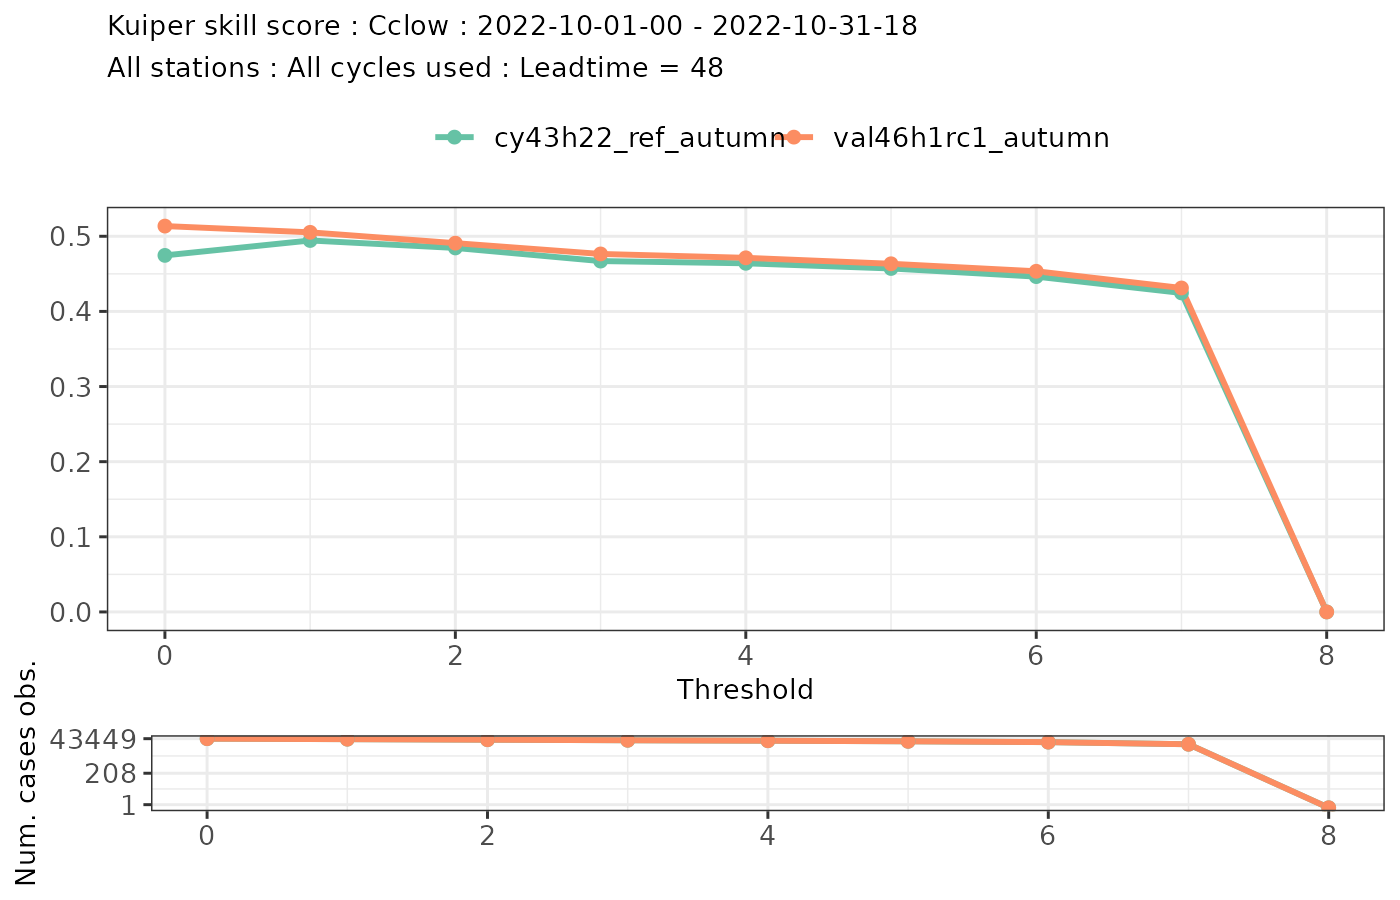 Kuiper skill score : Cclow : 2022-10-01-00 - 2022-10-31-18
All stations : All cycles used : Leadtime = 48
cy43h22_ref_autumn val46h1rc1_autumn
0.5
0.4
0.3
0.2
0.1
0.0
0 2 4 6 8
Threshold
Num. cases obs.
43449
208
1
0 2 4 6 8